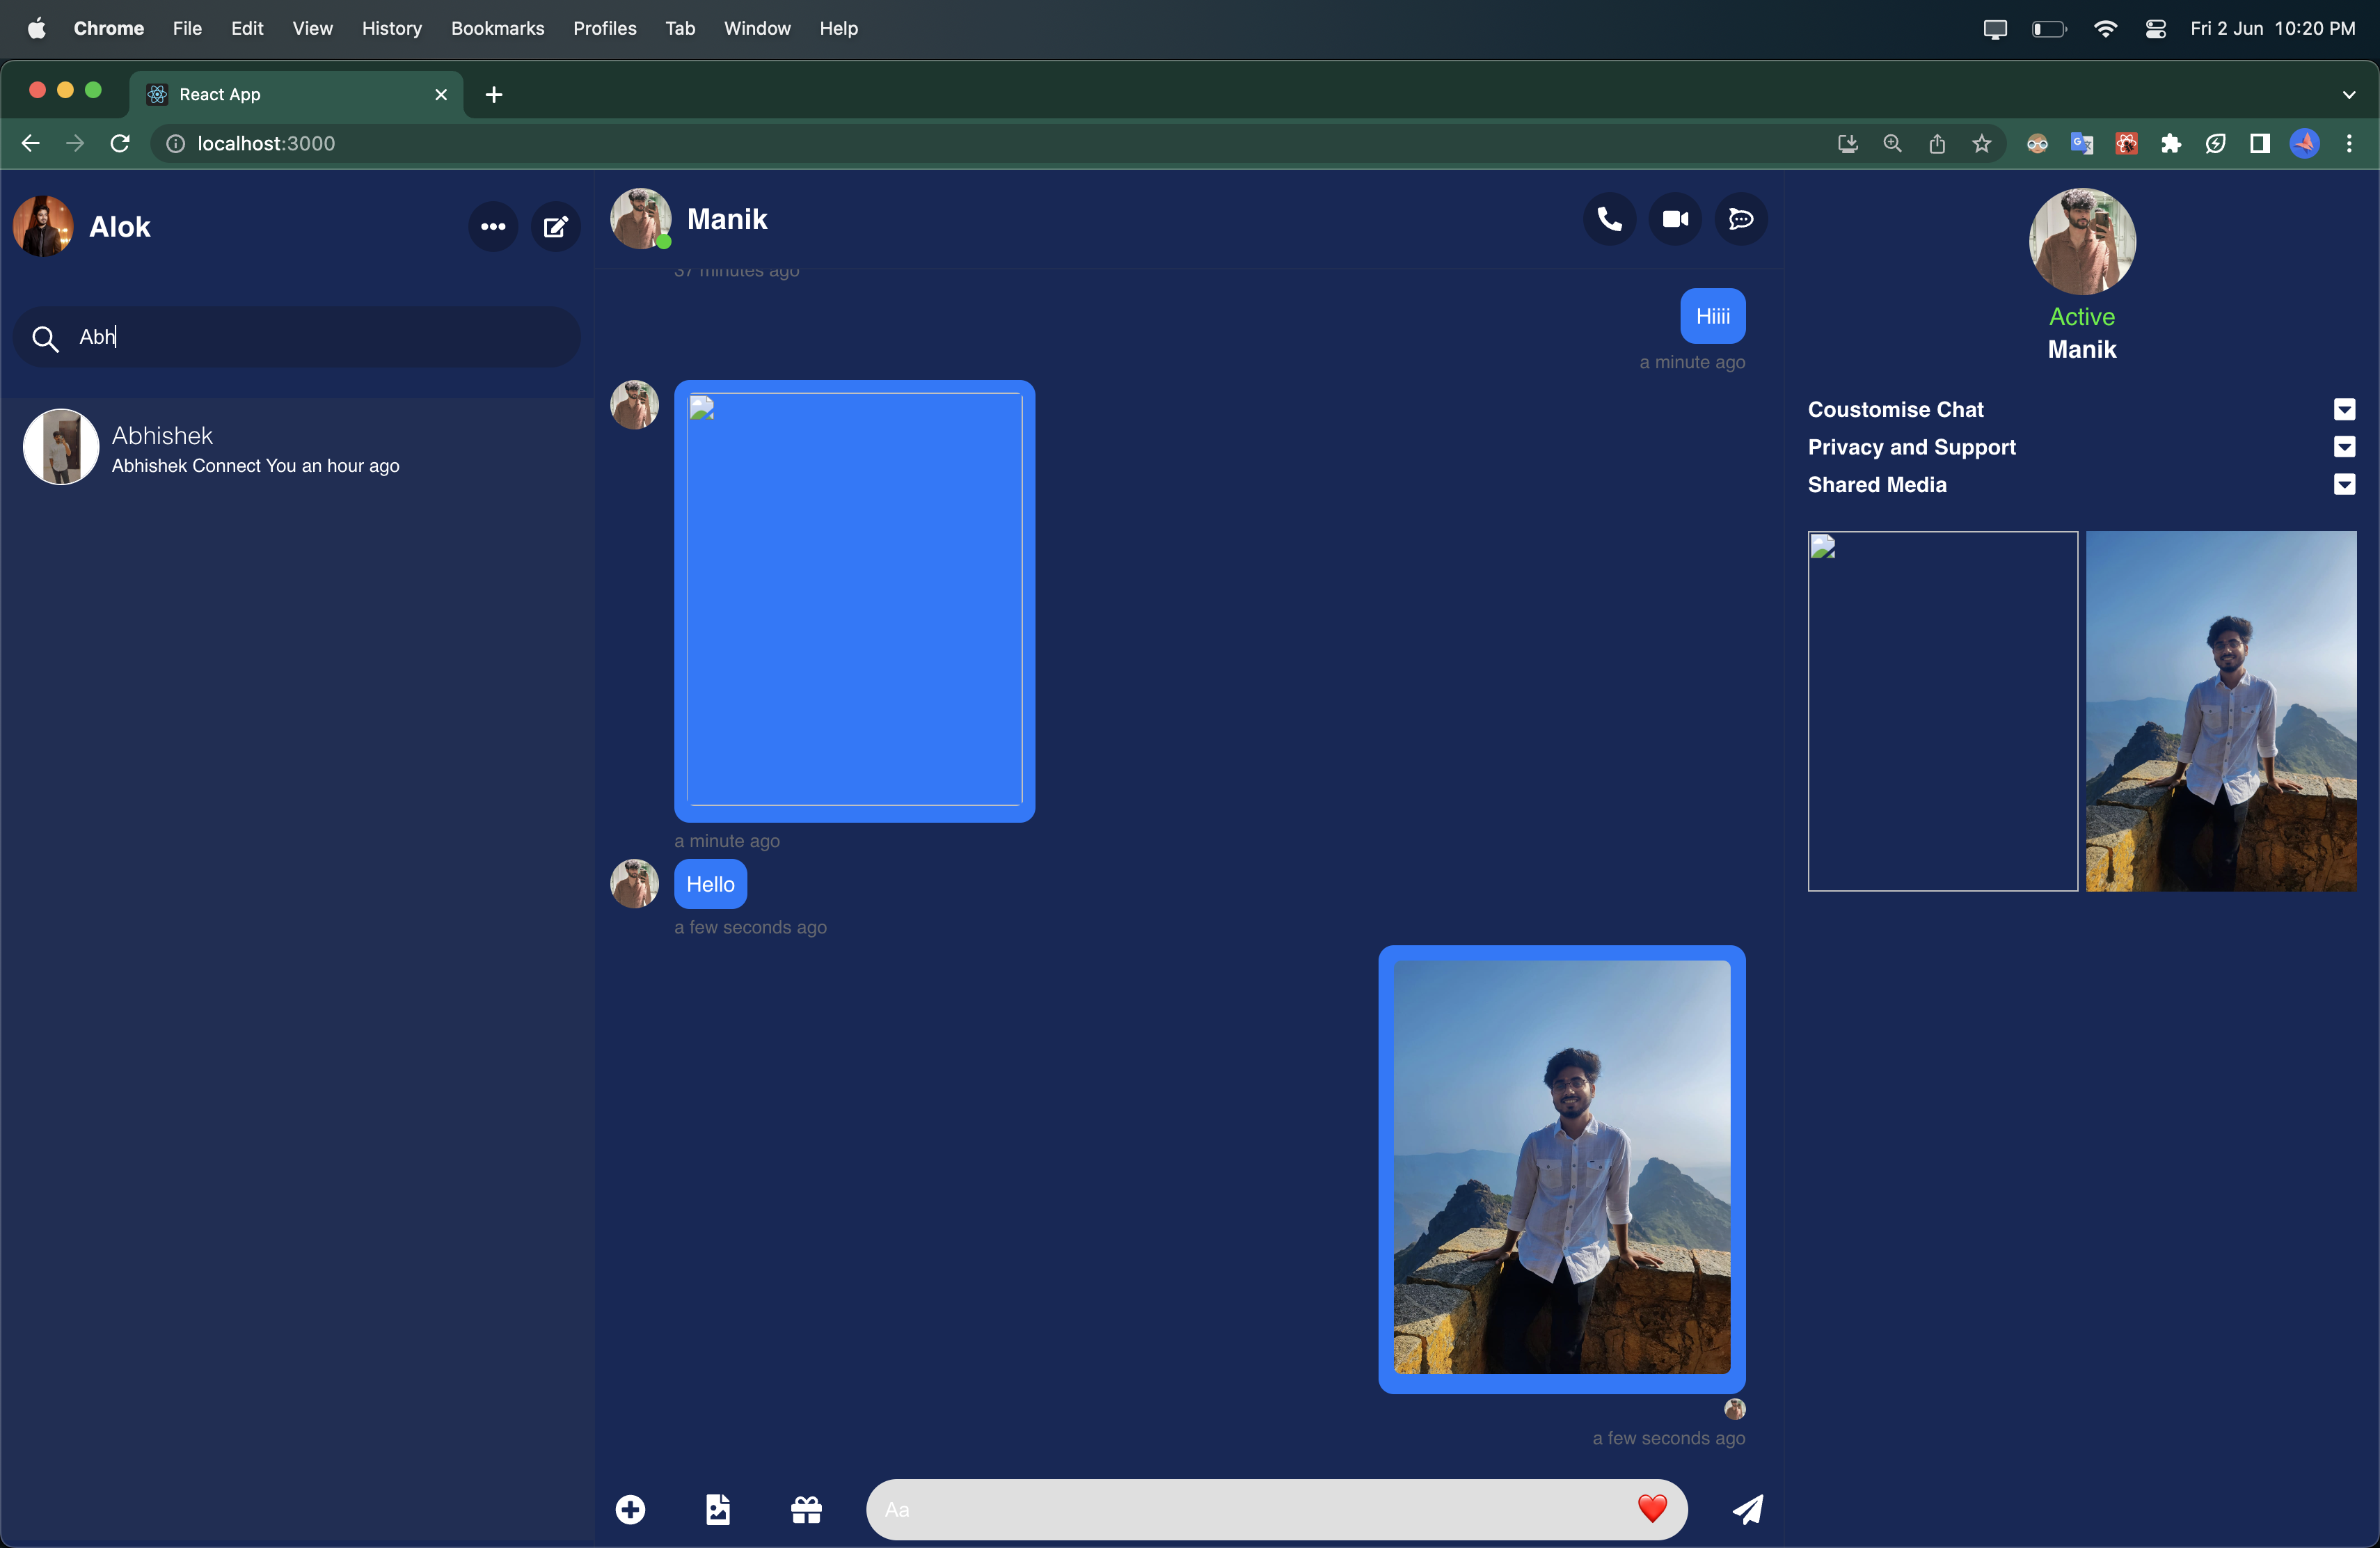 Chrome File Edit View History Bookmarks Profiles Tab Window Help Fri 2 Jun 10:20 PM
React App
localhost:3000
Alok
Abh
Abhishek
Abhishek Connect You an hour ago
Manik
37 minutes ago
Hiiii
a minute ago
a minute ago
Hello
a few seconds ago
a few seconds ago
Aa
Active
Manik
Coustomise Chat
Privacy and Support
Shared Media